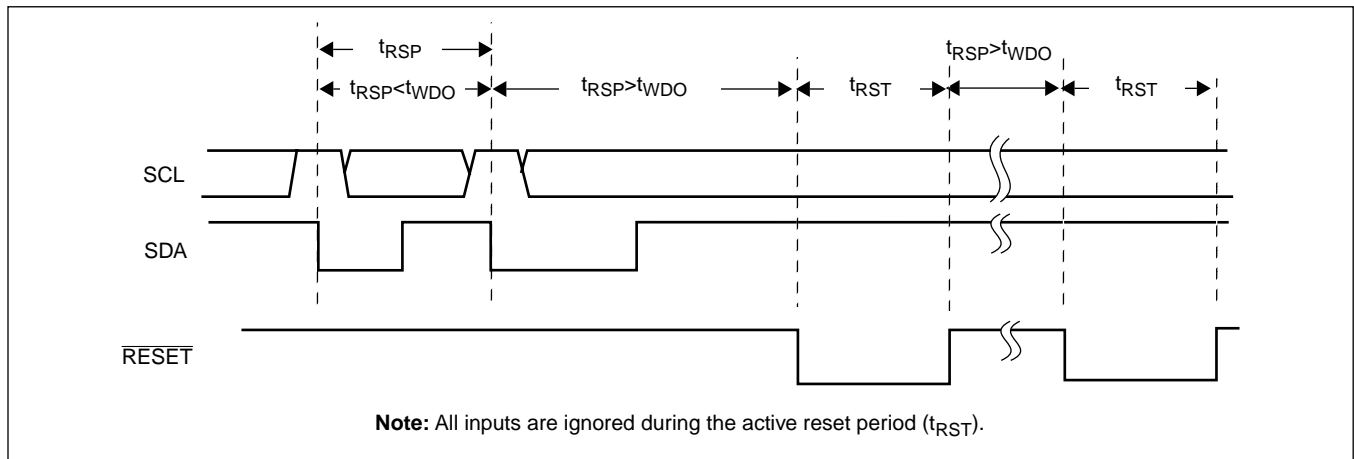 tRSP
tRSP>tWDO
tRSP<tWDO tRSP>tWDO tRST tRST
SCL
SDA
RESET
Note: All inputs are ignored during the active reset period (tRST).